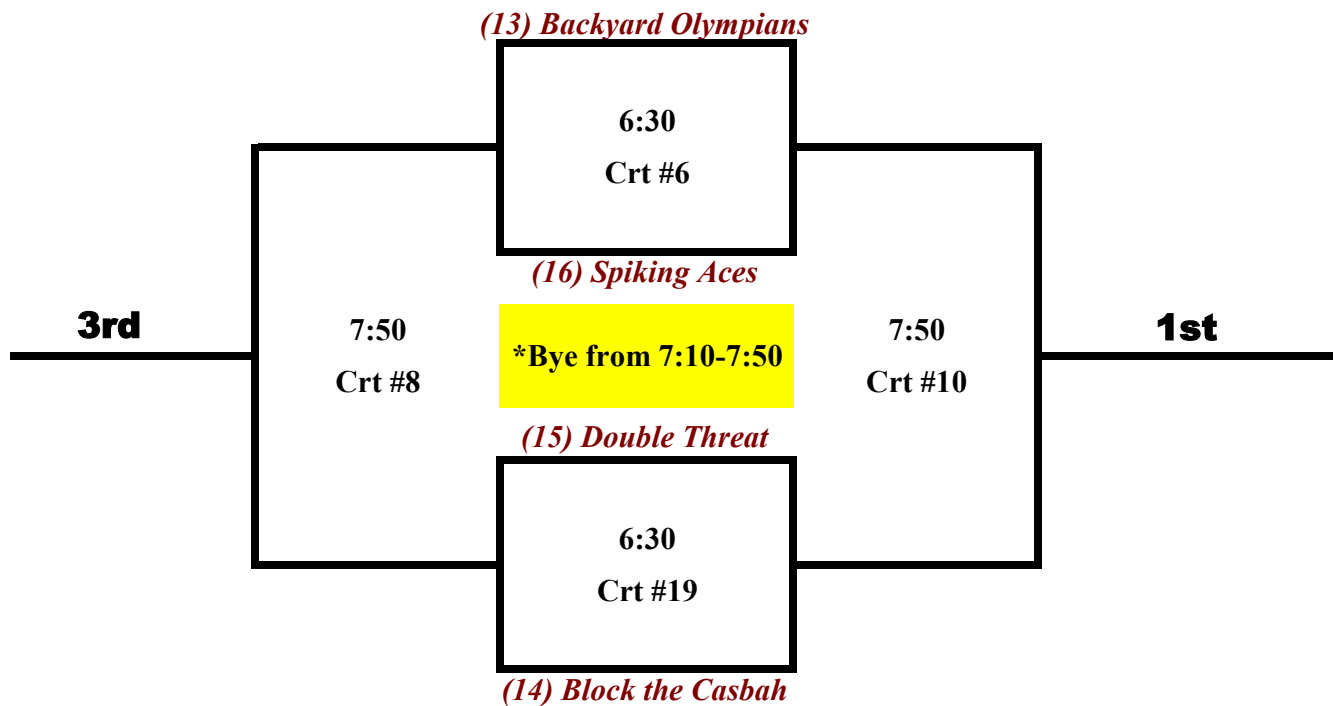 (13) Backyard Olympians
6:30
Crt #6
(16) Spiking Aces
3rd
7:50
Crt #8
*Bye from 7:10-7:50
7:50
Crt #10
1st
(15) Double Threat
6:30
Crt #19
(14) Block the Casbah